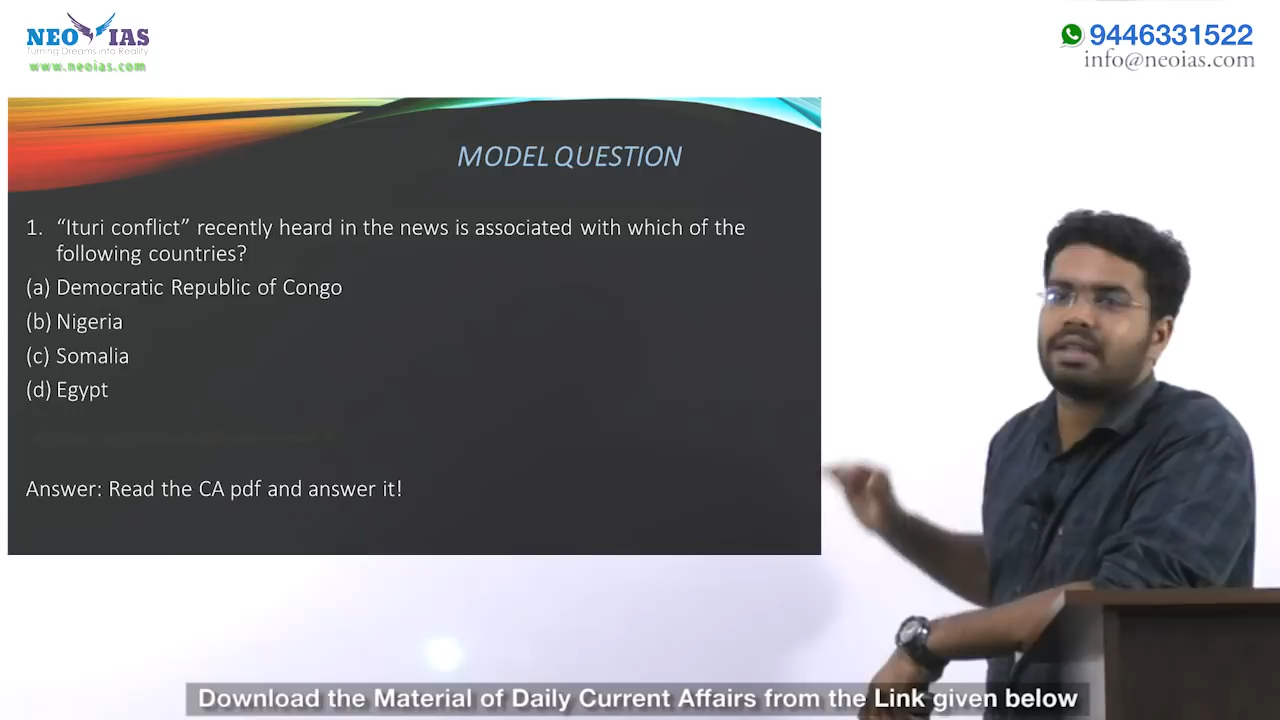 NEO IAS
Turning Dreams into Reality
www.neoias.com
9446331522
info@neoias.com
MODEL QUESTION
1. “Ituri conflict” recently heard in the news is associated with which of the
following countries?
(a) Democratic Republic of Congo
(b) Nigeria
(c) Somalia
(d) Egypt
Answer: Read the CA pdf and answer it!
Download the Material of Daily Current Affairs from the Link given below